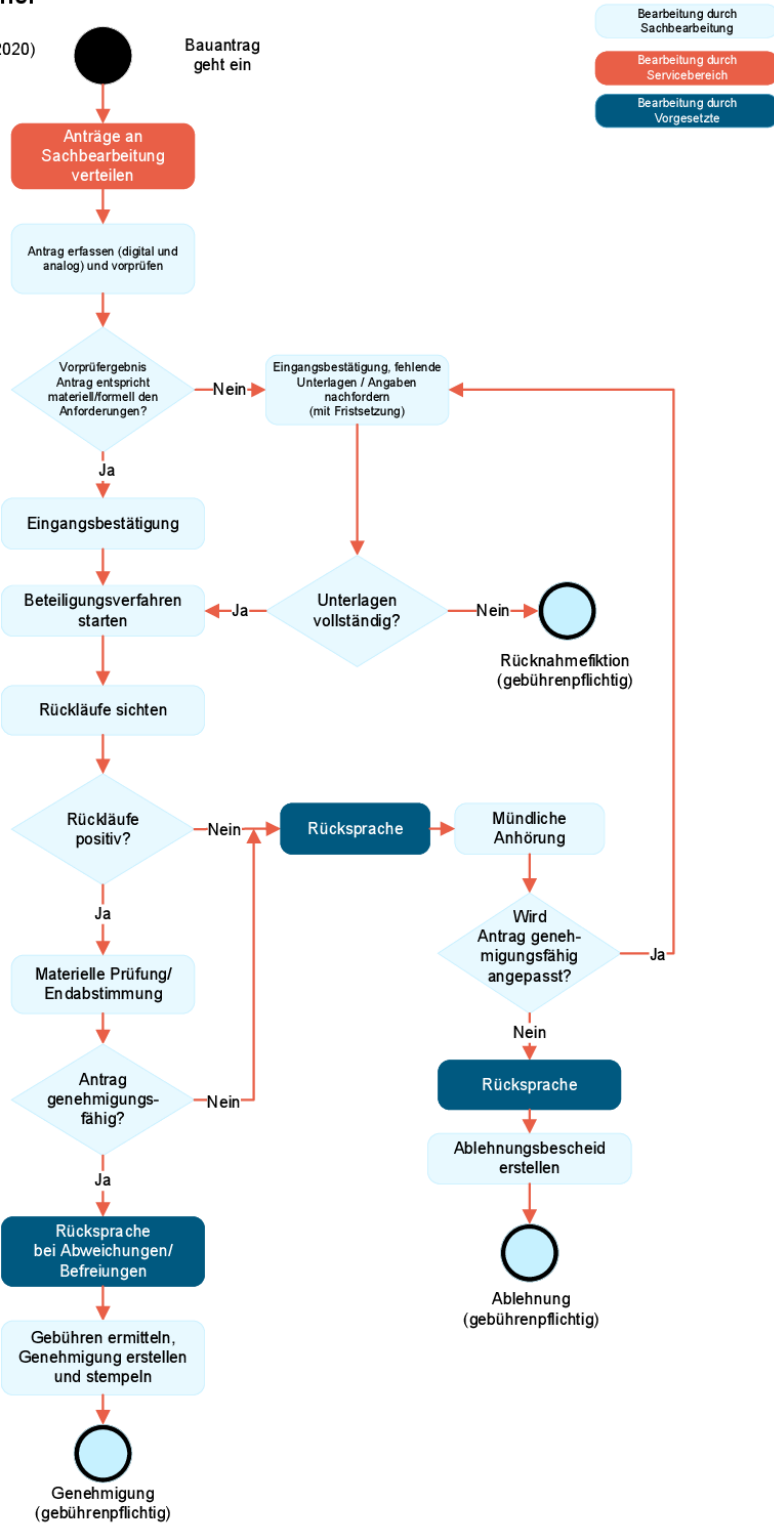 2020)
Bauantrag
geht ein
Bearbeitung durch
Sachbearbeitung
Bearbeitung durch
Servicebereich
Bearbeitung durch
Vorgesetzte
Anträge an
Sachbearbeitung
verteilen
Antrag erfassen (digital und
analog) und vorprüfen
Vorprüfergebnis
Antrag entspricht
materiell/formell den
Anforderungen?
Nein
Eingangsbestätigung, fehlende
Unterlagen / Angaben
nachfordern
(mit Fristsetzung)
Ja
Eingangsbestätigung
Beteiligungsverfahren
starten
Ja
Unterlagen
vollständig?
Nein
Rücknahmefiktion
(gebührenpflichtig)
Rückläufe sichten
Rückläufe
positiv?
Nein
Rücksprache
Mündliche
Anhörung
Ja
Wird
Antrag geneh-
migungsfähig
angepasst?
Ja
Materielle Prüfung/
Endabstimmung
Nein
Antrag
genehmigungs-
fähig?
Nein
Rücksprache
Ablehnungsbescheid
erstellen
Ja
Rücksprache
bei Abweichungen/
Befreiungen
Ablehnung
(gebührenpflichtig)
Gebühren ermitteln,
Genehmigung erstellen
und stempeln
Genehmigung
(gebührenpflichtig)